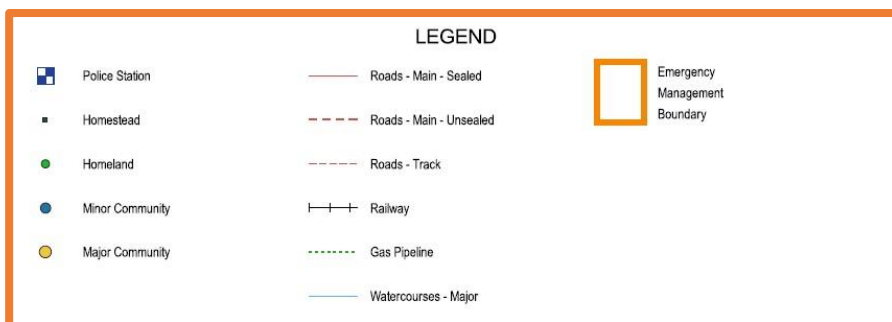 LEGEND
Police Station
Homestead
Homeland
Minor Community
Major Community
Roads - Main - Sealed
Roads - Main - Unsealed
Roads - Track
Railway
Gas Pipeline
Watercourses - Major
Emergency
Management
Boundary